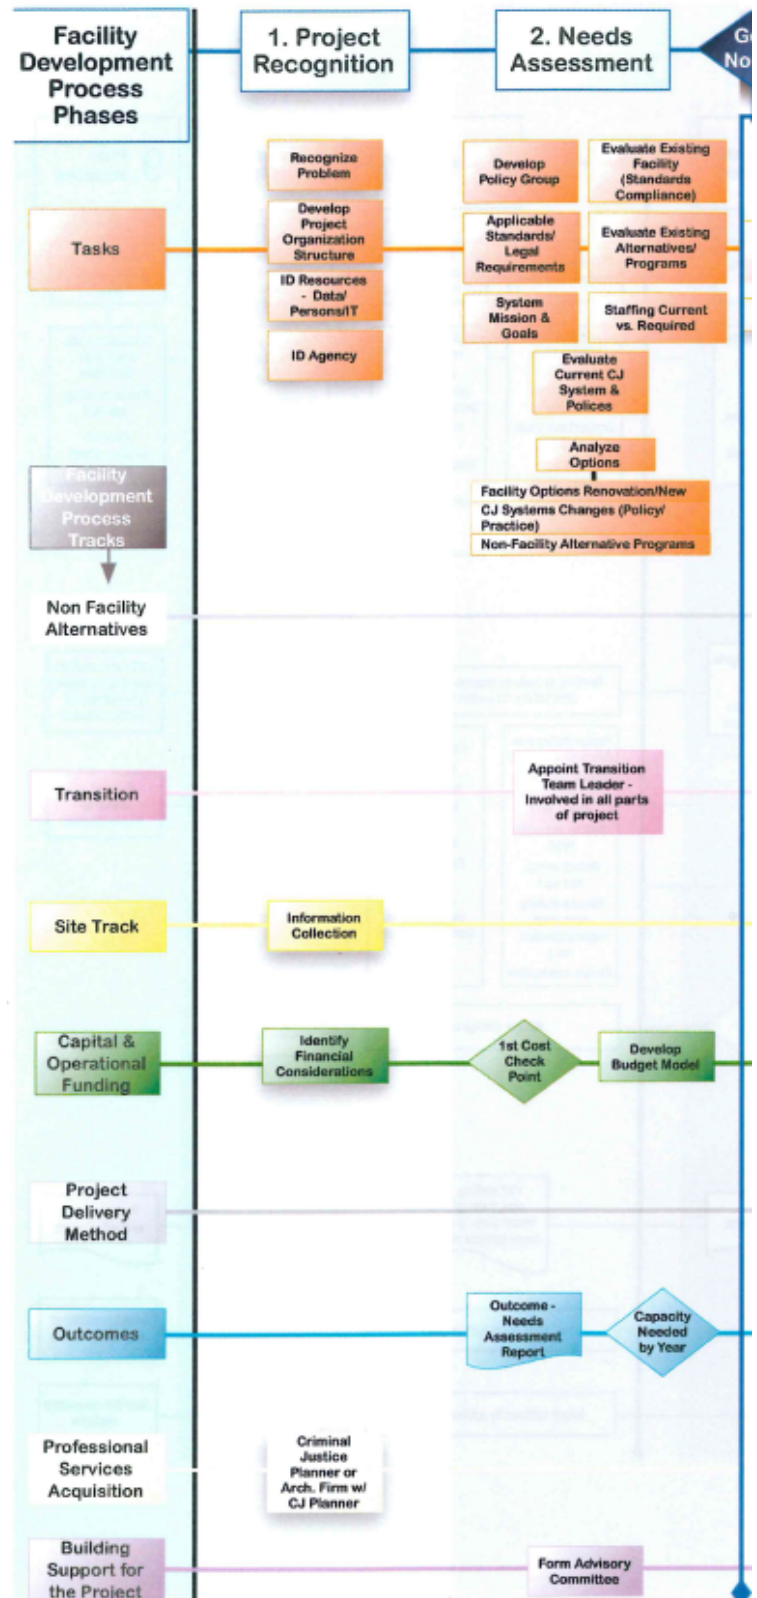 Facility
Development
Process
Phases
1. Project
Recognition
2. Needs
Assessment
Tasks
Recognize
Problem
Develop
Project
Organization
Structure
ID Resources
- Data/
Persons/IT
ID Agency
Develop
Policy Group
Evaluate Existing
Facility
(Standards
Compliance)
Applicable
Standards/
Legal
Requirements
Evaluate Existing
Alternatives/
Programs
System
Mission &
Goals
Staffing Current
vs. Required
Evaluate
Current CJ
System &
Polices
Analyze
Options
Facility Options Renovation/New
CJ Systems Changes (Policy/
Practice)
Non-Facility Alternative Programs
Facility
Development
Process
Tracks
Non Facility
Alternatives
Transition
Appoint Transition
Team Leader -
Involved in all parts
of project
Site Track
Information
Collection
Capital &
Operational
Funding
Identify
Financial
Considerations
1st Cost
Check
Point
Develop
Budget Model
Project
Delivery
Method
Outcomes
Outcome -
Needs
Assessment
Report
Capacity
Needed
by Year
Professional
Services
Acquisition
Criminal
Justice
Planner or
Arch. Firm w/
CJ Planner
Building
Support for
the Project
Form Advisory
Committee